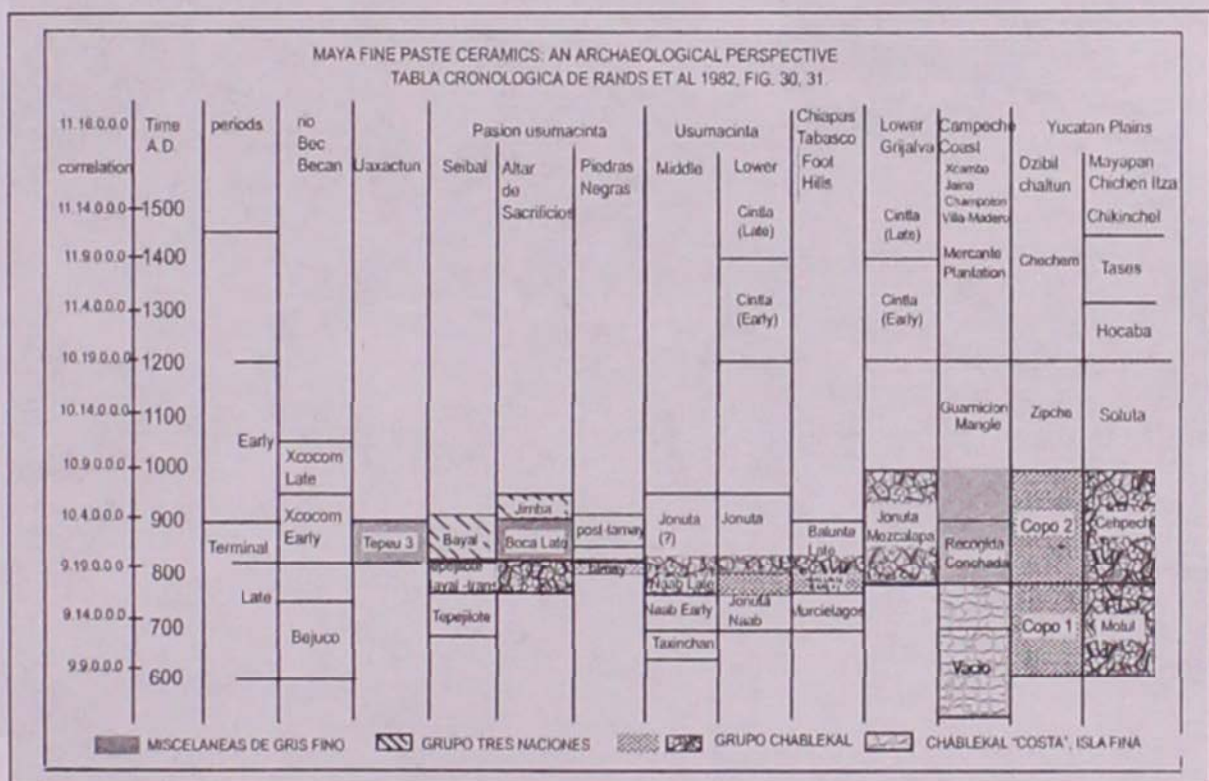 MAYA FINE PASTE CERAMICS: AN ARCHAEOLOGICAL PERSPECTIVE
TABLA CRONOLOGICA DE RANDS ET AL 1982, FIG. 30, 31.
11.16.0.0.0 Time A.D. periods rio Bec Becan Uaxactun Pasion usumacinta Usumacinta Chiapas Tabasco Foot Hills Lower Grijalva Campeche Coast Yucatan Plains
correlation Seibal Altar de Sacrificios Piedras Negras Middle Lower Xcambo Jaina Champoton Villa Madero Dzibil chaltun Mayapan Chichen Itza
11.14.0.0.0 1500 Cintla (Late) Cintla (Late) Chikinchel
11.9.0.0.0 1400 Mercante Plantation Chechem Tases
11.4.0.0.0 1300 Cintla (Early) Cintla (Early) Hocaba
10.19.0.0.0 1200
10.14.0.0.0 1100 Guarnicion Mangle Zipche Sotuta
Early
10.9.0.0.0 1000 Xcocom Late
Jimba
10.4.0.0.0 900 Xcocom Early Jonuta (?) Jonuta Jonuta Mezcalapa Copo 2 Cehpech
Terminal Tepeu 3 Bayal Boca Late post-tamay Balunta Late Recogida Conchada
9.19.0.0.0 800 Tepejilote
Late Naab Late
9.14.0.0.0 700 Tepejilote Naab Early Jonuta Naab Murcielagos Copo 1 Motul
Bejuco Taxinchan
9.9.0.0.0 600 Vacio
MISCELANEAS DE GRIS FINO GRUPO TRES NACIONES GRUPO CHABLEKAL CHABLEKAL "COSTA", ISLA FINA